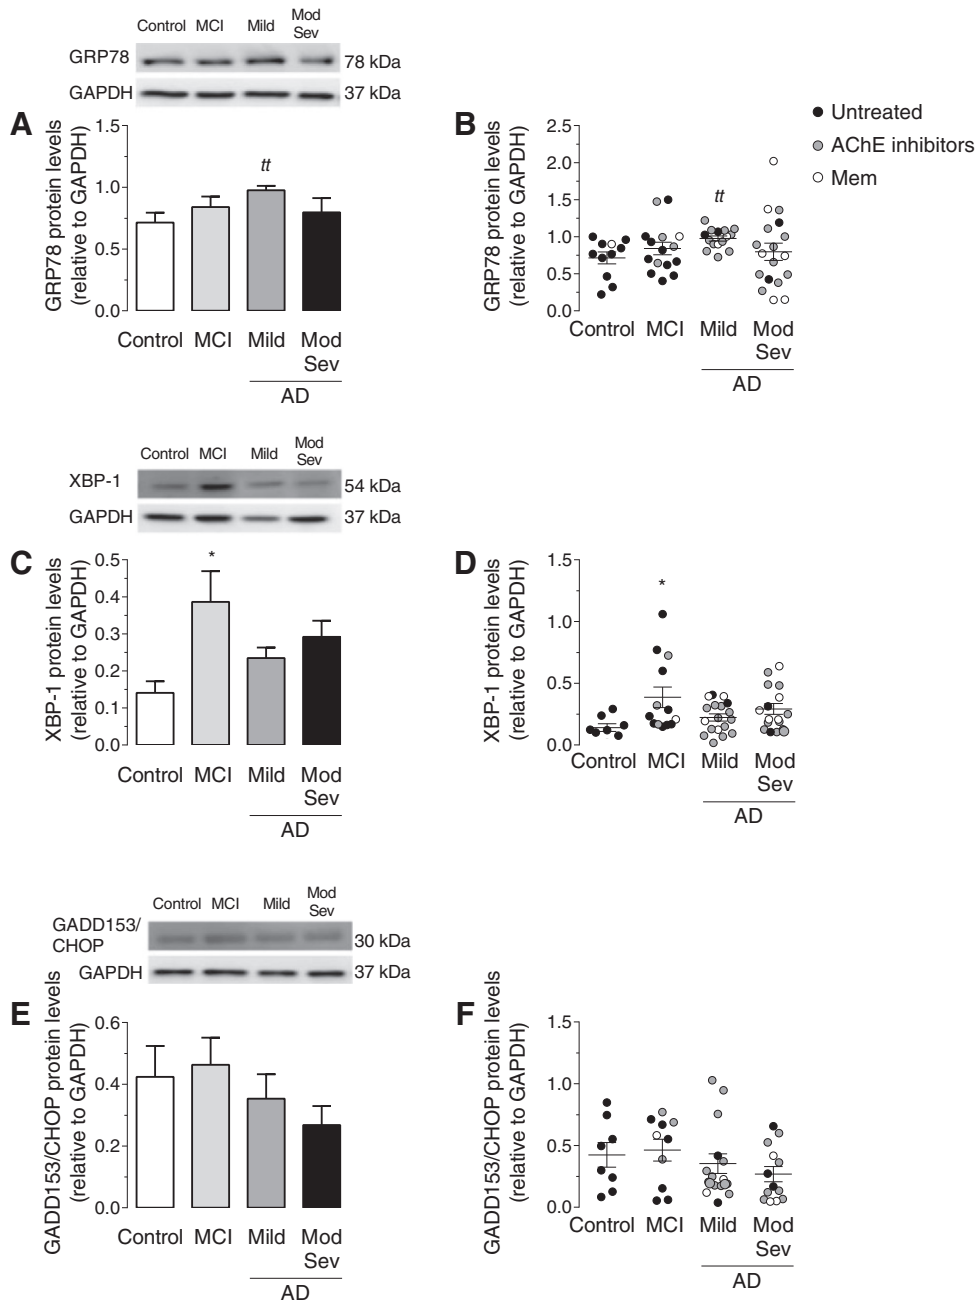 Control MCI Mild Mod
Sev
GRP78 78 kDa
GAPDH 37 kDa
A
GRP78 protein levels
(relative to GAPDH)
1.5
1.0
0.5
0.0
tt
Control MCI Mild Mod
Sev
AD
B
GRP78 protein levels
(relative to GAPDH)
2.5
2.0
1.5
1.0
0.5
0.0
tt
Control MCI Mild Mod
Sev
AD
Untreated
AChE inhibitors
Mem
Control MCI Mild Mod
Sev
XBP-1 54 kDa
GAPDH 37 kDa
C
XBP-1 protein levels
(relative to GAPDH)
0.5
0.4
0.3
0.2
0.1
0.0
*
Control MCI Mild Mod
Sev
AD
D
XBP-1 protein levels
(relative to GAPDH)
1.5
1.0
0.5
0.0
*
Control MCI Mild Mod
Sev
AD
Control MCI Mild Mod
Sev
GADD153/
CHOP 30 kDa
GAPDH 37 kDa
E
GADD153/CHOP protein levels
(relative to GAPDH)
0.6
0.4
0.2
0.0
Control MCI Mild Mod
Sev
AD
F
GADD153/CHOP protein levels
(relative to GAPDH)
1.5
1.0
0.5
0.0
Control MCI Mild Mod
Sev
AD